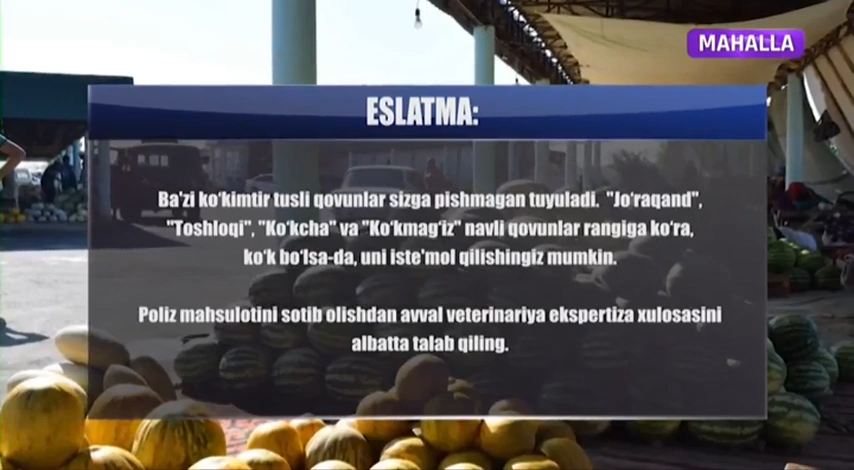 MAHALLA
ESLATMA:
Ba'zi ko‘kimtir tusli qovunlar sizga pishmagan tuyuladi. "Jo‘raqand",
"Toshloqi", "Ko‘kcha" va "Ko‘kmag‘iz" navli qovunlar rangiga ko‘ra,
ko‘k bo‘lsa-da, uni iste'mol qilishingiz mumkin.
Poliz mahsulotini sotib olishdan avval veterinariya ekspertiza xulosasini
albatta talab qiling.